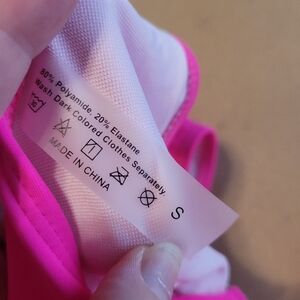 80% Polyamide, 20% Elastane
Wash Dark Colored Clothes Separately.
MADE IN CHINA
S